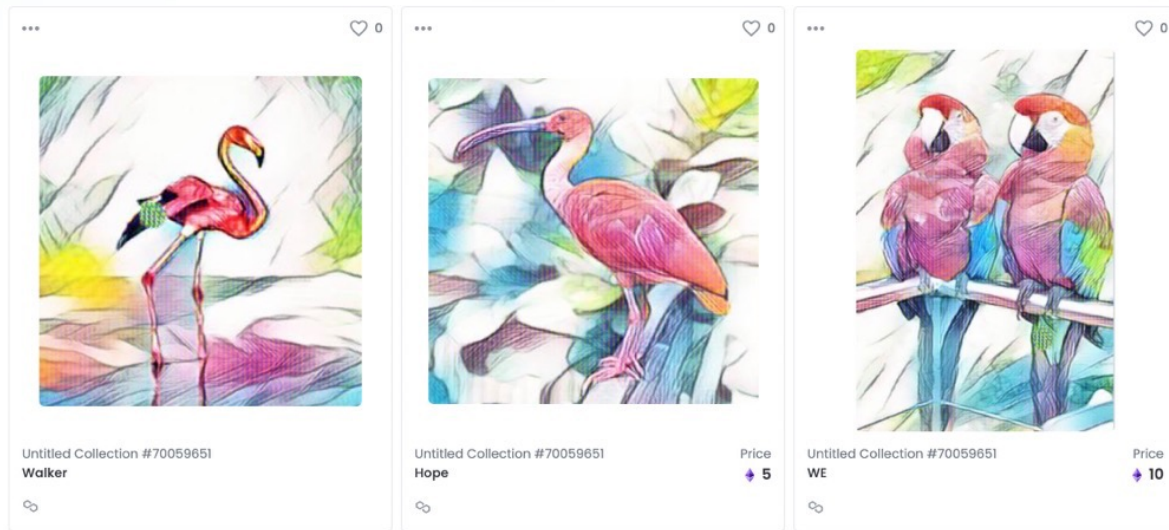 0
0
0
Untitled Collection #70059651
Walker
Untitled Collection #70059651
Price
Hope
5
Untitled Collection #70059651
Price
WE
10